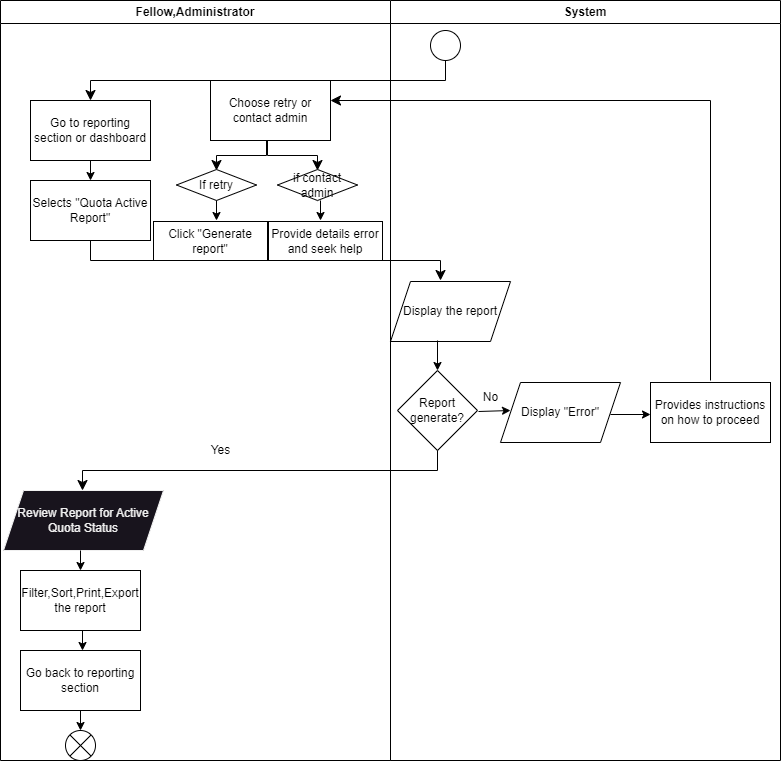 Fellow,Administrator
System
Choose retry or
contact admin
Go to reporting
section or dashboard
If retry
if contact
admin
Selects "Quota Active
Report"
Click "Generate
report"
Provide details error
and seek help
Display the report
Report
generate?
No
Display "Error"
Provides instructions
on how to proceed
Yes
Review Report for Active
Quota Status
Filter,Sort,Print,Export
the report
Go back to reporting
section